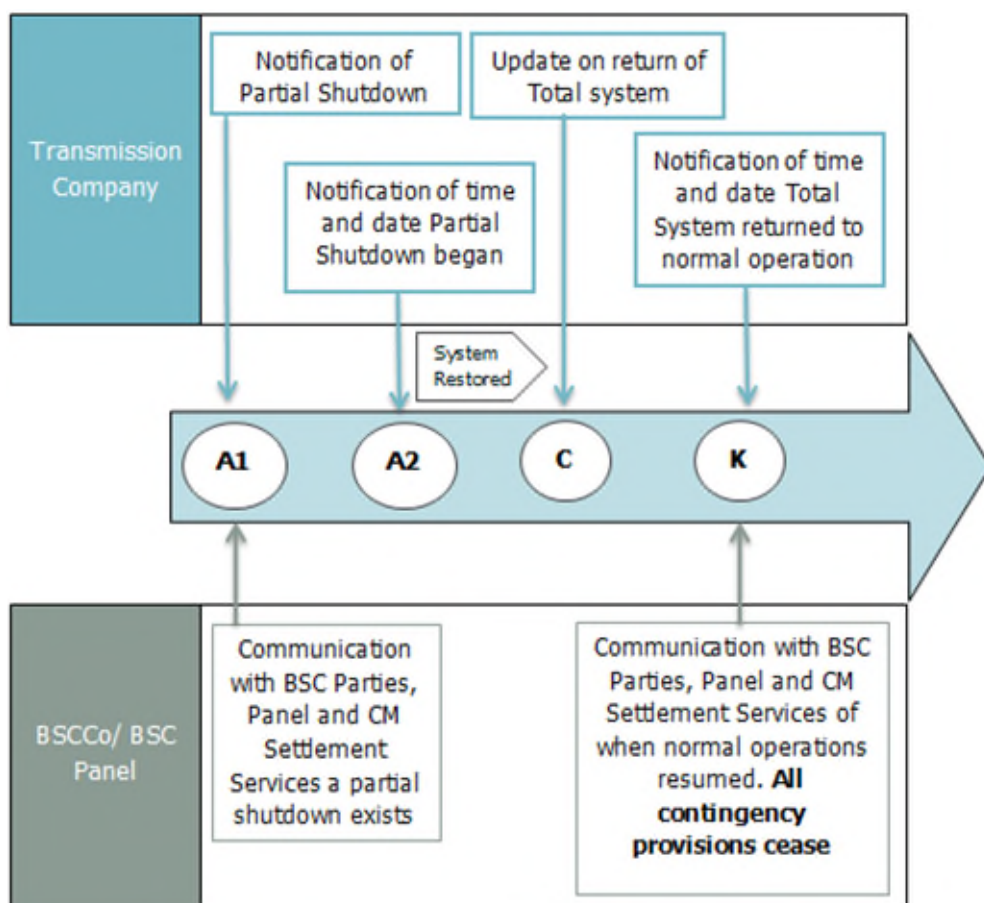 Transmission
Company
Notification of
Partial Shutdown
Update on return of
Total system
Notification of time
and date Partial
Shutdown began
Notification of time
and date Total
System returned to
normal operation
System
Restored
A1
A2
C
K
BSCCo/ BSC
Panel
Communication
with BSC Parties,
Panel and CM
Settlement
Services a partial
shutdown exists
Communication with BSC
Parties, Panel and CM
Settlement Services of
when normal operations
resumed. All
contingency
provisions cease